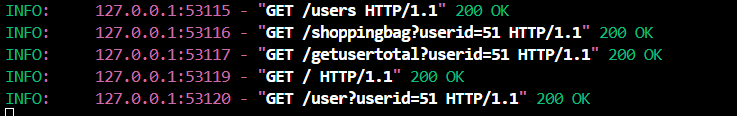 INFO:     127.0.0.1:53115 - "GET /users HTTP/1.1" 200 OK
INFO:     127.0.0.1:53116 - "GET /shoppingbag?userid=51 HTTP/1.1" 200 OK
INFO:     127.0.0.1:53117 - "GET /getusertotal?userid=51 HTTP/1.1" 200 OK
INFO:     127.0.0.1:53119 - "GET / HTTP/1.1" 200 OK
INFO:     127.0.0.1:53120 - "GET /user?userid=51 HTTP/1.1" 200 OK